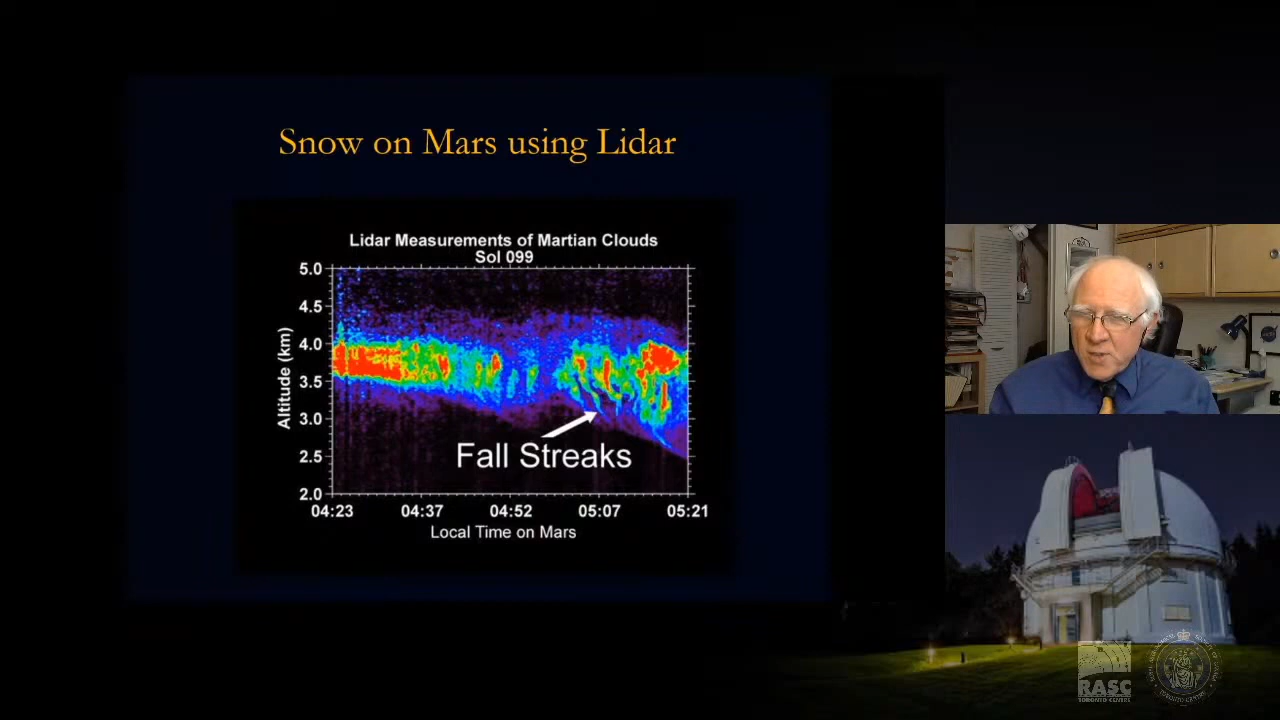 Snow on Mars using Lidar
Lidar Measurements of Martian Clouds
Sol 099
5.0
4.5
4.0
3.5
3.0
2.5
2.0
Altitude (km)
Fall Streaks
04:23 04:37 04:52 05:07 05:21
Local Time on Mars
RASC
TORONTO CENTRE